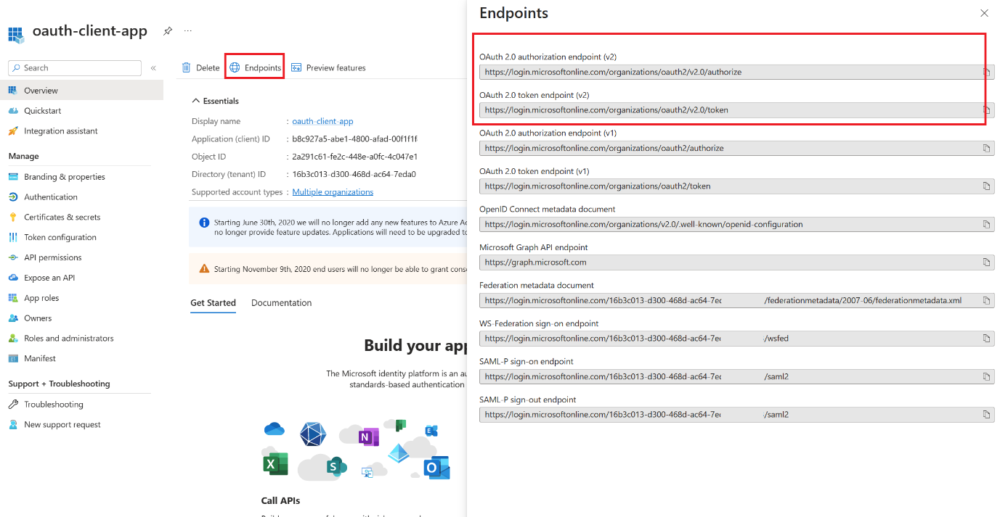 oauth-client-app
...
Search
«
Overview
Quickstart
Integration assistant
Manage
Branding & properties
Authentication
Certificates & secrets
Token configuration
API permissions
Expose an API
App roles
Owners
Roles and administrators
Manifest
Support + Troubleshooting
Troubleshooting
New support request
Delete Endpoints Preview features
Essentials
Display name : oauth-client-app
Application (client) ID : b8c927a5-abe1-4800-afad-00f1f1f
Object ID : 2a291c61-fe2c-448e-a0fc-4c047e1
Directory (tenant) ID : 16b3c013-d300-468d-ac64-7eda0
Supported account types : Multiple organizations
Starting June 30th, 2020 we will no longer add any new features to Azure Ac
no longer provide feature updates. Applications will need to be upgraded to
Starting November 9th, 2020 end users will no longer be able to grant conse
Get Started Documentation
Build your app
The Microsoft identity platform is an au
standards-based authentication
N
E
X
S
O
Call APIs
Endpoints
OAuth 2.0 authorization endpoint (v2)
https://login.microsoftonline.com/organizations/oauth2/v2.0/authorize
OAuth 2.0 token endpoint (v2)
https://login.microsoftonline.com/organizations/oauth2/v2.0/token
OAuth 2.0 authorization endpoint (v1)
https://login.microsoftonline.com/organizations/oauth2/authorize
OAuth 2.0 token endpoint (v1)
https://login.microsoftonline.com/organizations/oauth2/token
OpenID Connect metadata document
https://login.microsoftonline.com/organizations/v2.0/.well-known/openid-configuration
Microsoft Graph API endpoint
https://graph.microsoft.com
Federation metadata document
https://login.microsoftonline.com/16b3c013-d300-468d-ac64-7ec /federationmetadata/2007-06/federationmetadata.xml
WS-Federation sign-on endpoint
https://login.microsoftonline.com/16b3c013-d300-468d-ac64-7ec /wsfed
SAML-P sign-on endpoint
https://login.microsoftonline.com/16b3c013-d300-468d-ac64-7ec /saml2
SAML-P sign-out endpoint
https://login.microsoftonline.com/16b3c013-d300-468d-ac64-7ec /saml2